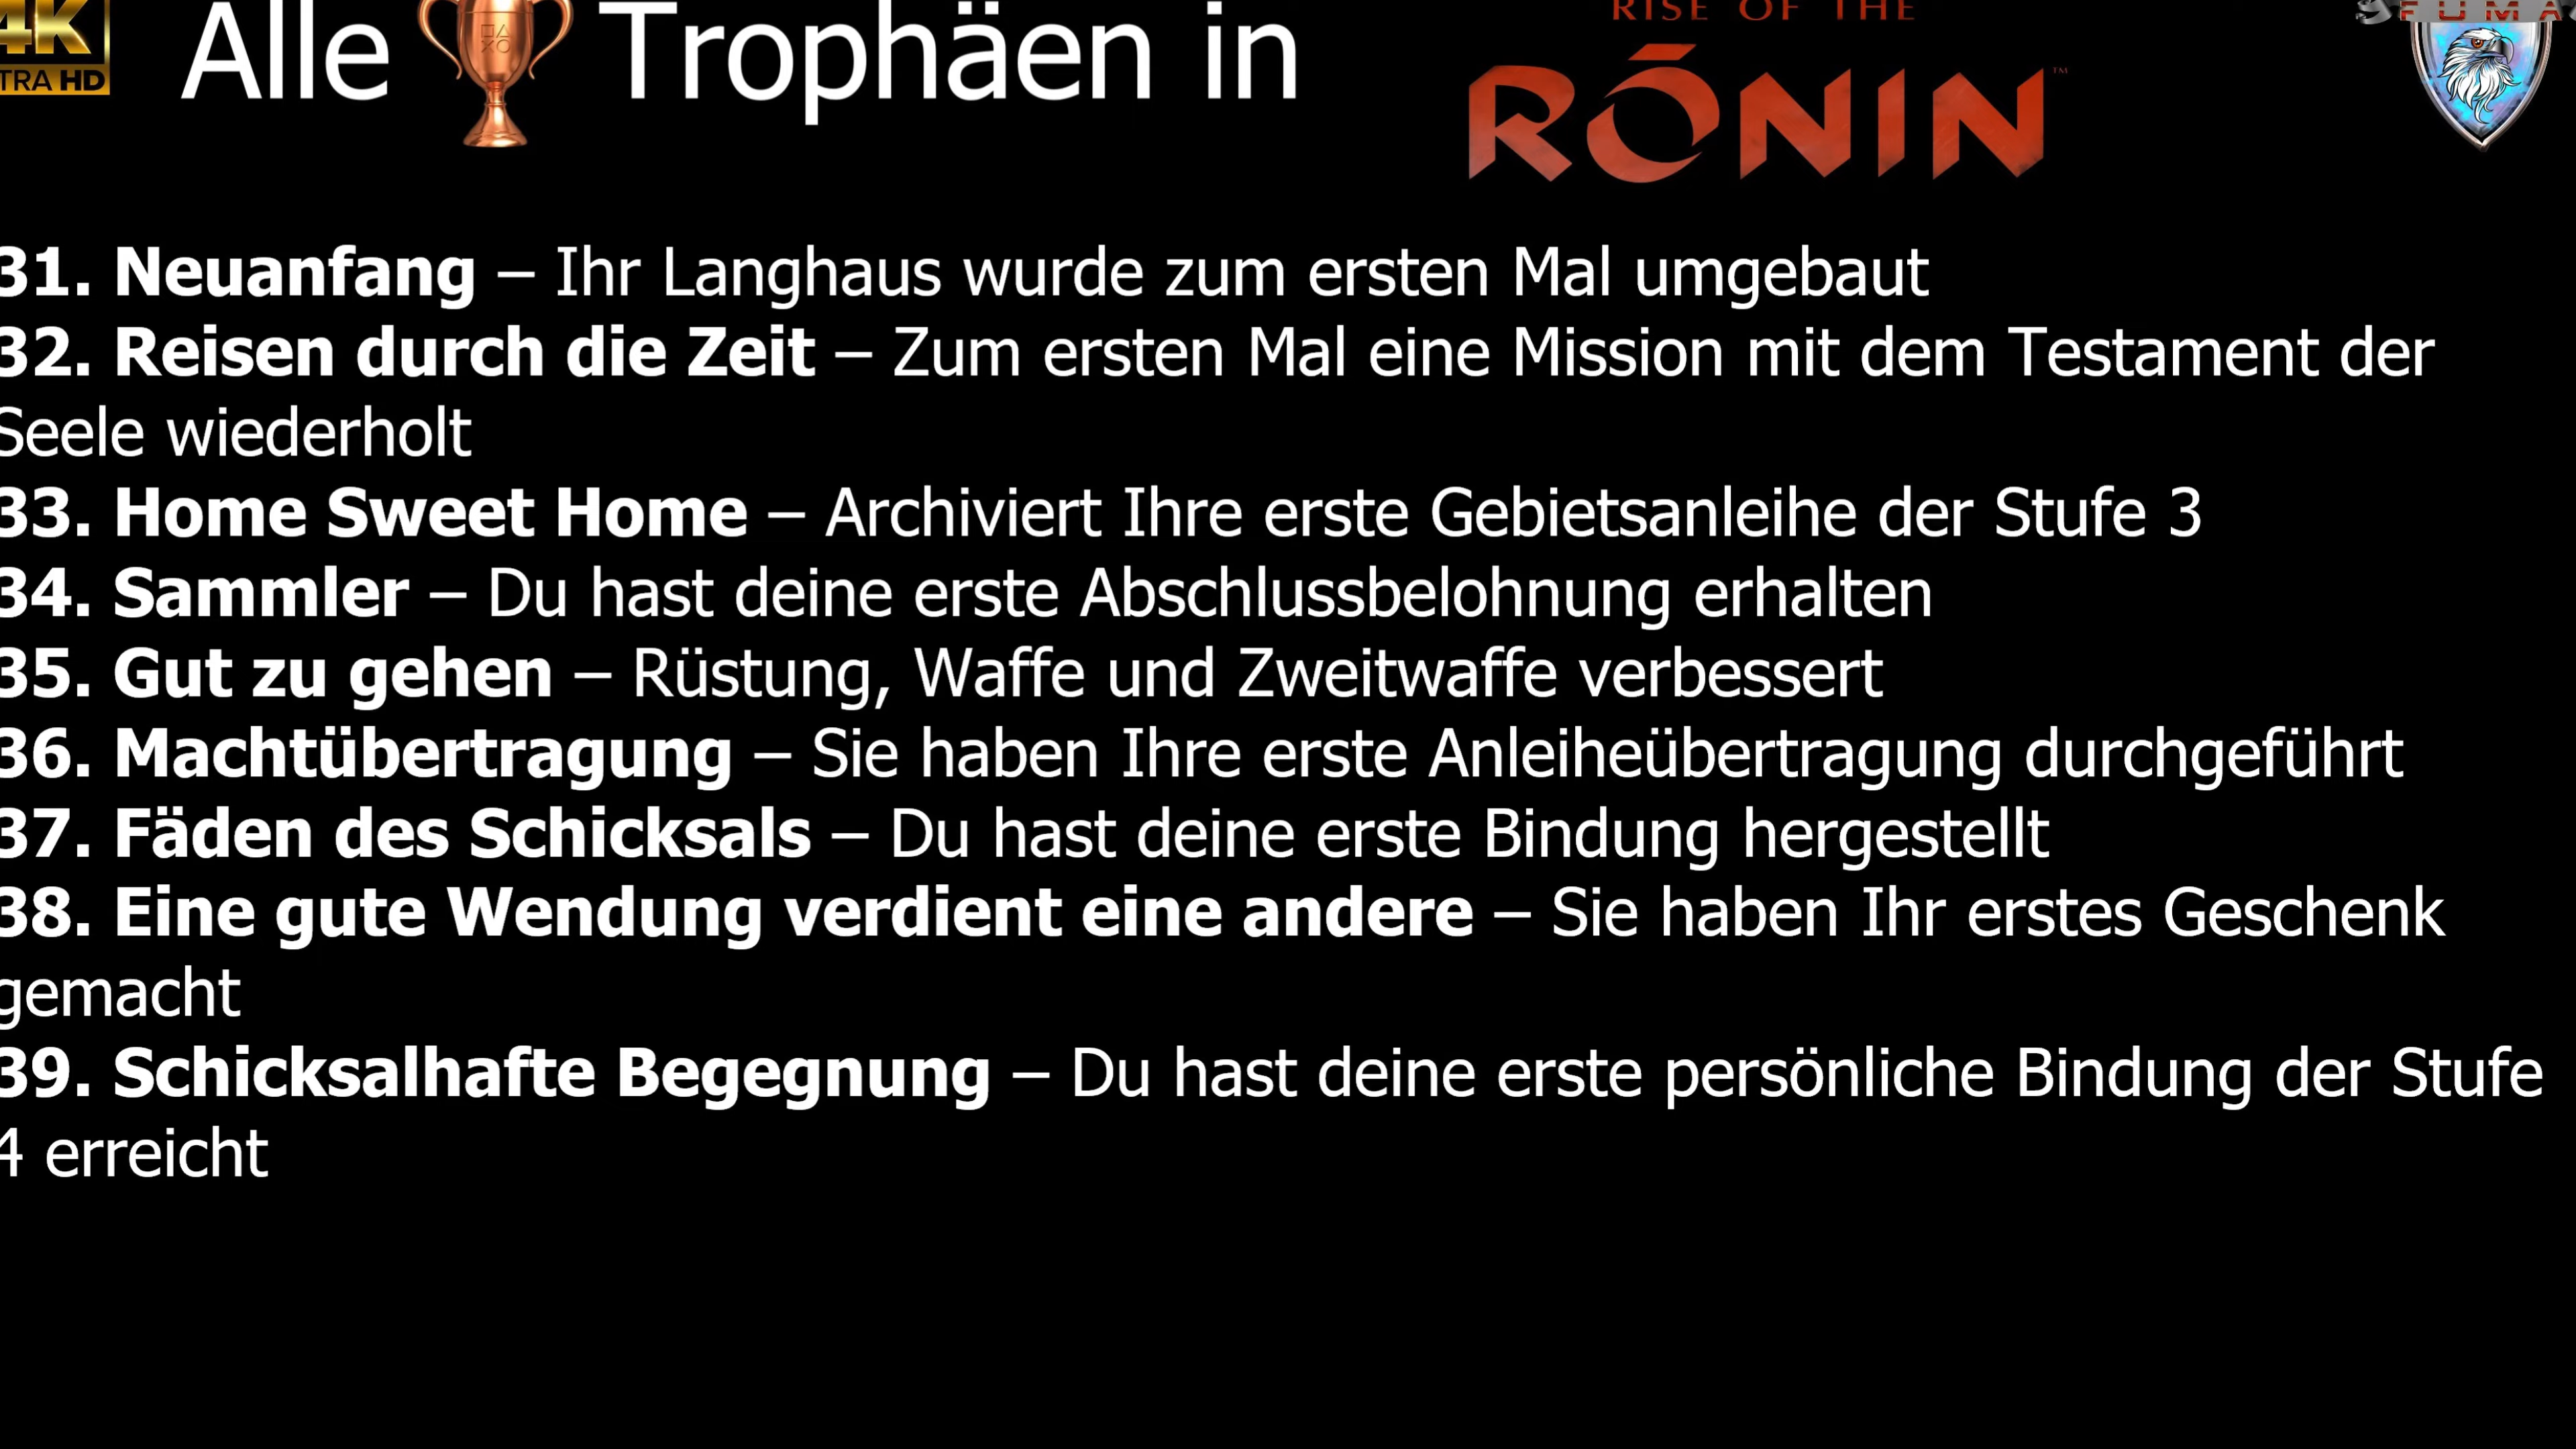 4K
TRA HD
Alle Trophäen in
RISE OF THE
RŌNIN
™
FUMA
31. Neuanfang – Ihr Langhaus wurde zum ersten Mal umgebaut
32. Reisen durch die Zeit – Zum ersten Mal eine Mission mit dem Testament der
Seele wiederholt
33. Home Sweet Home – Archiviert Ihre erste Gebietsanleihe der Stufe 3
34. Sammler – Du hast deine erste Abschlussbelohnung erhalten
35. Gut zu gehen – Rüstung, Waffe und Zweitwaffe verbessert
36. Machtübertragung – Sie haben Ihre erste Anleiheübertragung durchgeführt
37. Fäden des Schicksals – Du hast deine erste Bindung hergestellt
38. Eine gute Wendung verdient eine andere – Sie haben Ihr erstes Geschenk
gemacht
39. Schicksalhafte Begegnung – Du hast deine erste persönliche Bindung der Stufe
4 erreicht